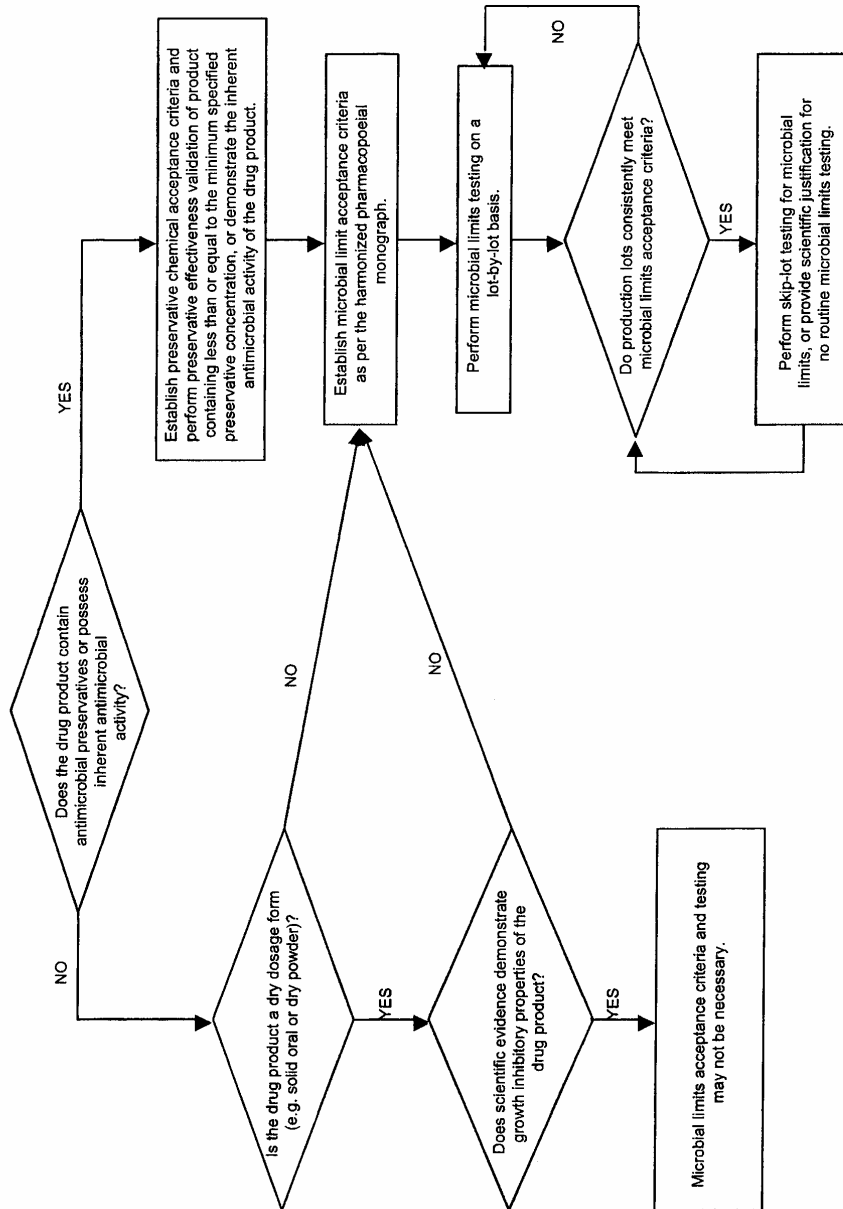 Does the drug product contain
antimicrobial preservatives or possess
inherent antimicrobial
activity?
NO
YES
Is the drug product a dry dosage form
(e.g. solid oral or dry powder)?
NO
YES
Does scientific evidence demonstrate
growth inhibitory properties of the
drug product?
NO
YES
Microbial limits acceptance criteria and testing
may not be necessary.
Establish preservative chemical acceptance criteria and
perform preservative effectiveness validation of product
containing less than or equal to the minimum specified
preservative concentration, or demonstrate the inherent
antimicrobial activity of the drug product.
Establish microbial limit acceptance criteria
as per the harmonized pharmacopoeial
monograph.
Perform microbial limits testing on a
lot-by-lot basis.
Do production lots consistently meet
microbial limits acceptance criteria?
NO
YES
Perform skip-lot testing for microbial
limits, or provide scientific justification for
no routine microbial limits testing.